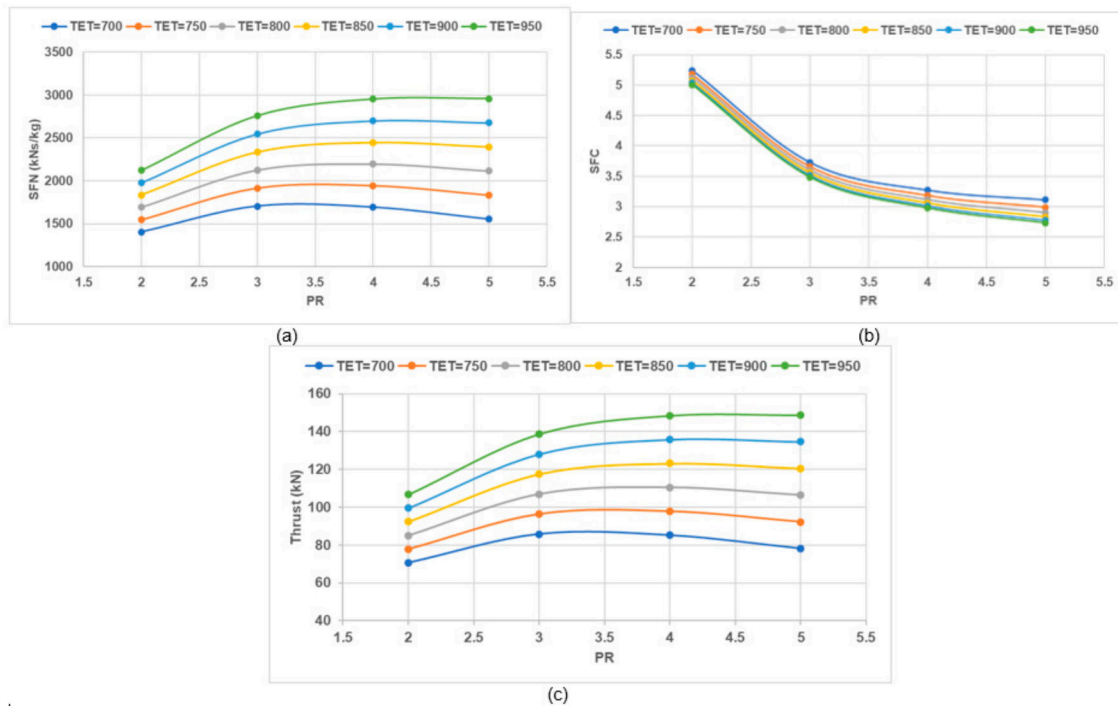 TET=700 TET=750 TET=800 TET=850 TET=900 TET=950
3500
3000
2500
2000
1500
1000
SFN (kNs/kg)
1.5 2 2.5 3 3.5 4 4.5 5 5.5
PR
(a)
TET=700 TET=750 TET=800 TET=850 TET=900 TET=950
5.5
5
4.5
4
3.5
3
2.5
2
SFC
1.5 2 2.5 3 3.5 4 4.5 5 5.5
PR
(b)
TET=700 TET=750 TET=800 TET=850 TET=900 TET=950
160
140
120
100
80
60
40
Thrust (kN)
1.5 2 2.5 3 3.5 4 4.5 5 5.5
PR
(c)